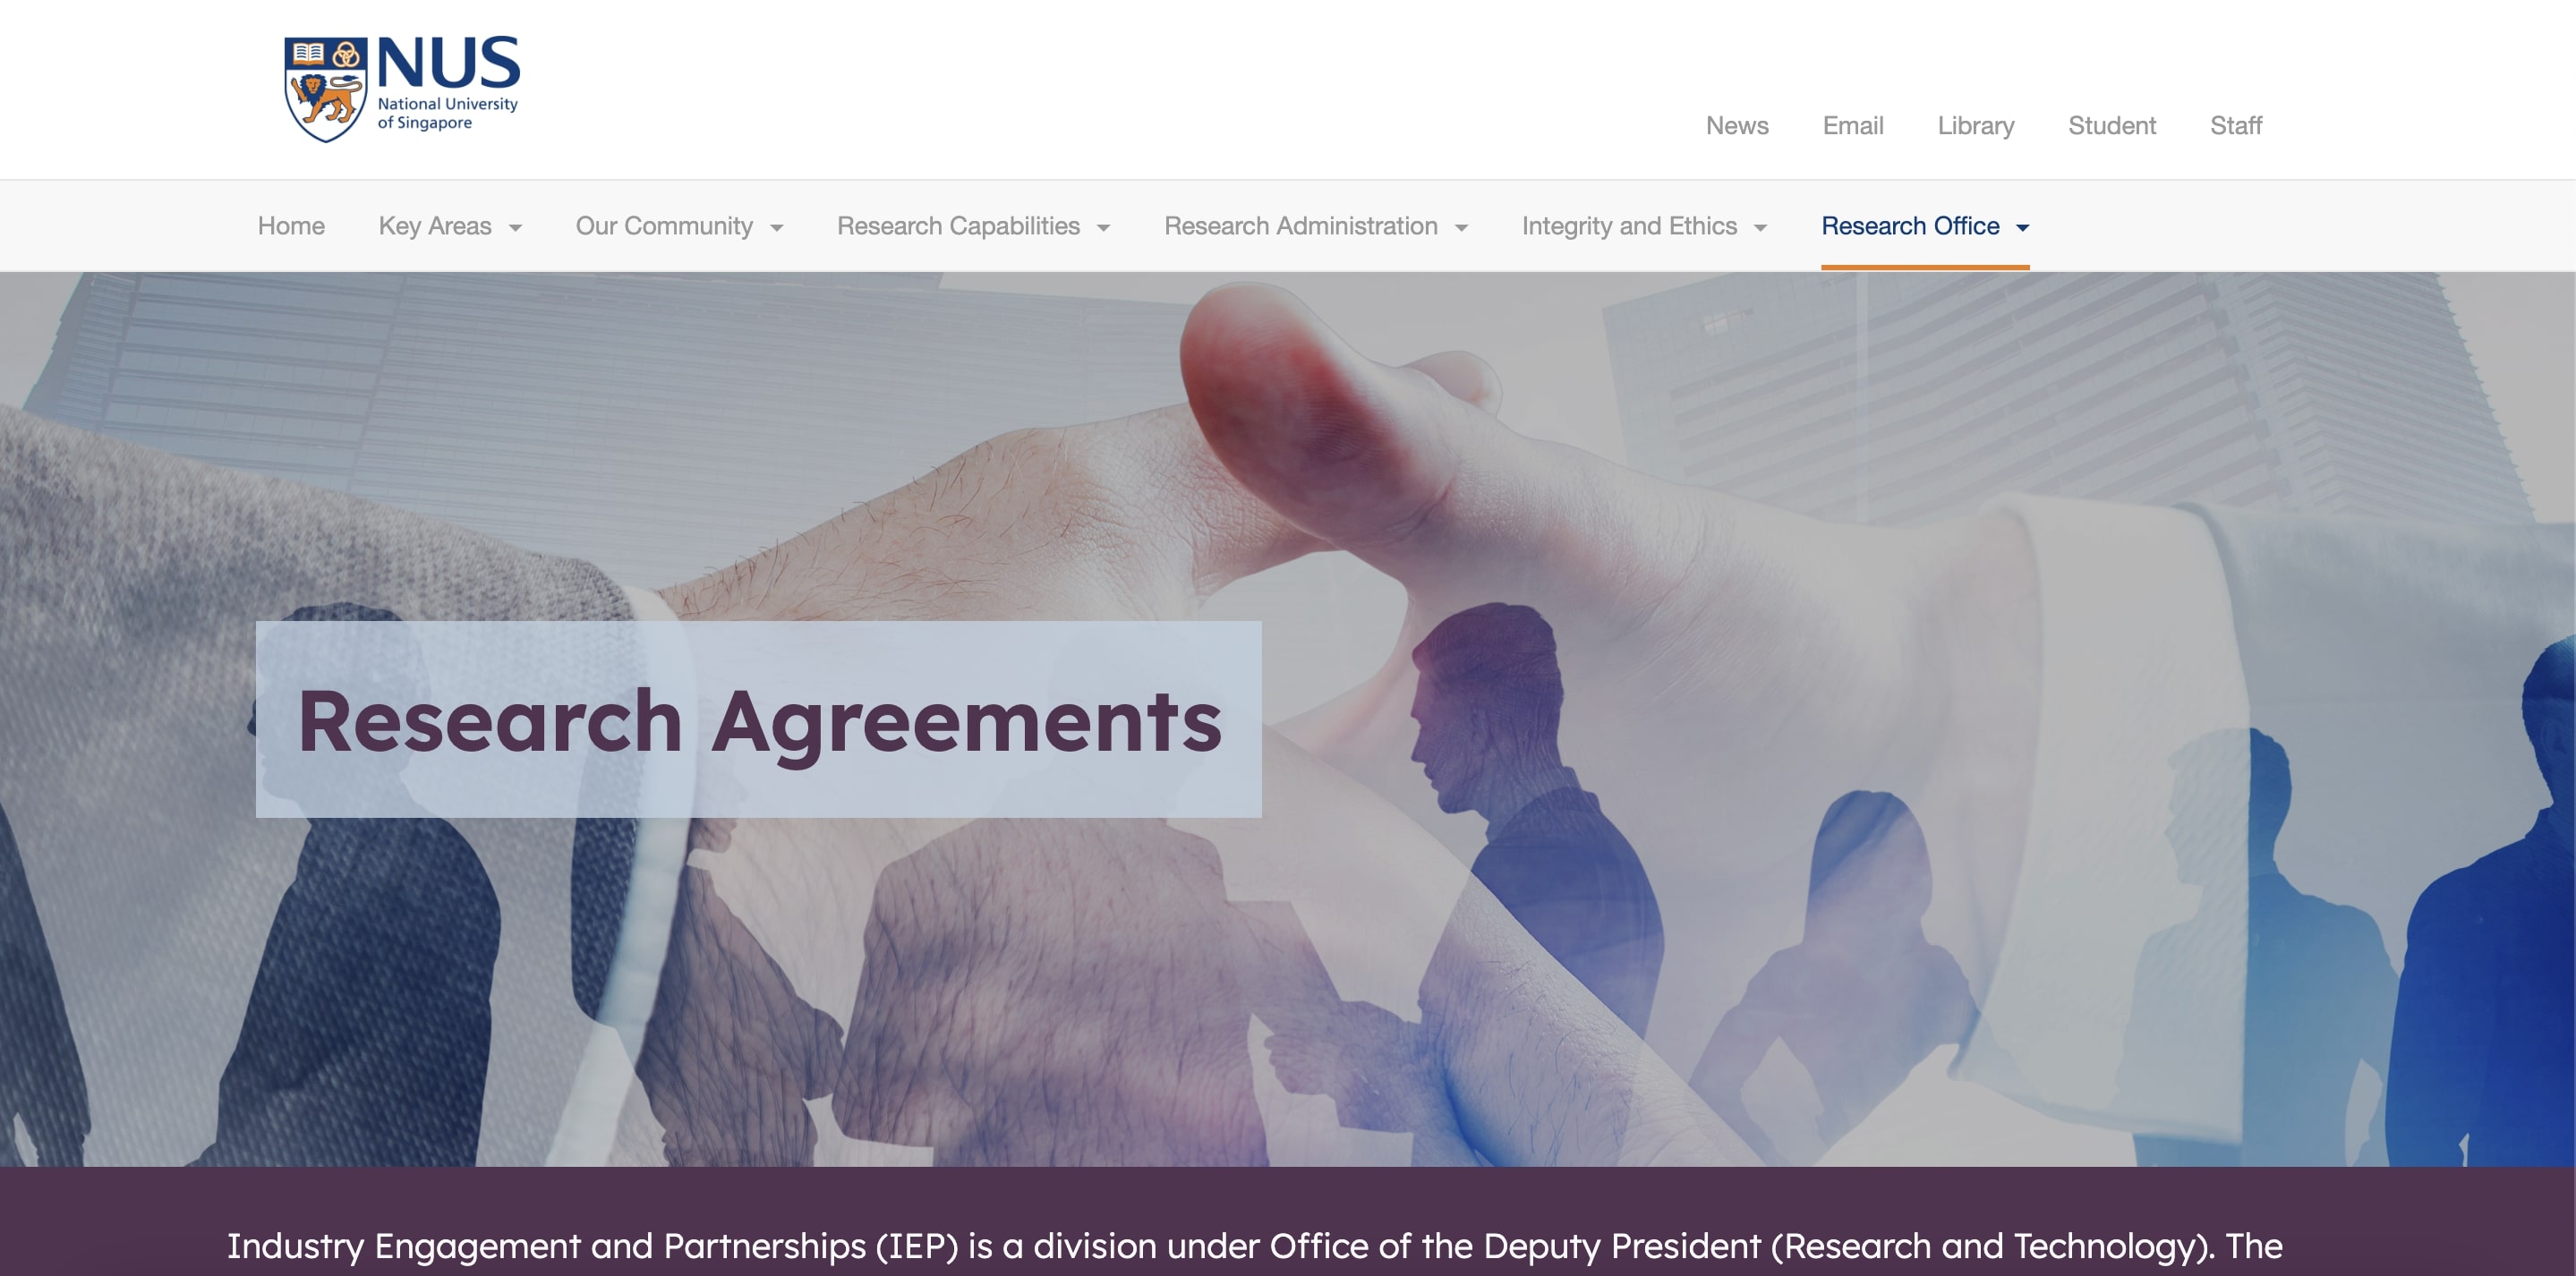 NUS
National University
of Singapore
News Email Library Student Staff
Home Key Areas Our Community Research Capabilities Research Administration Integrity and Ethics Research Office
Research Agreements
Industry Engagement and Partnerships (IEP) is a division under Office of the Deputy President (Research and Technology). The